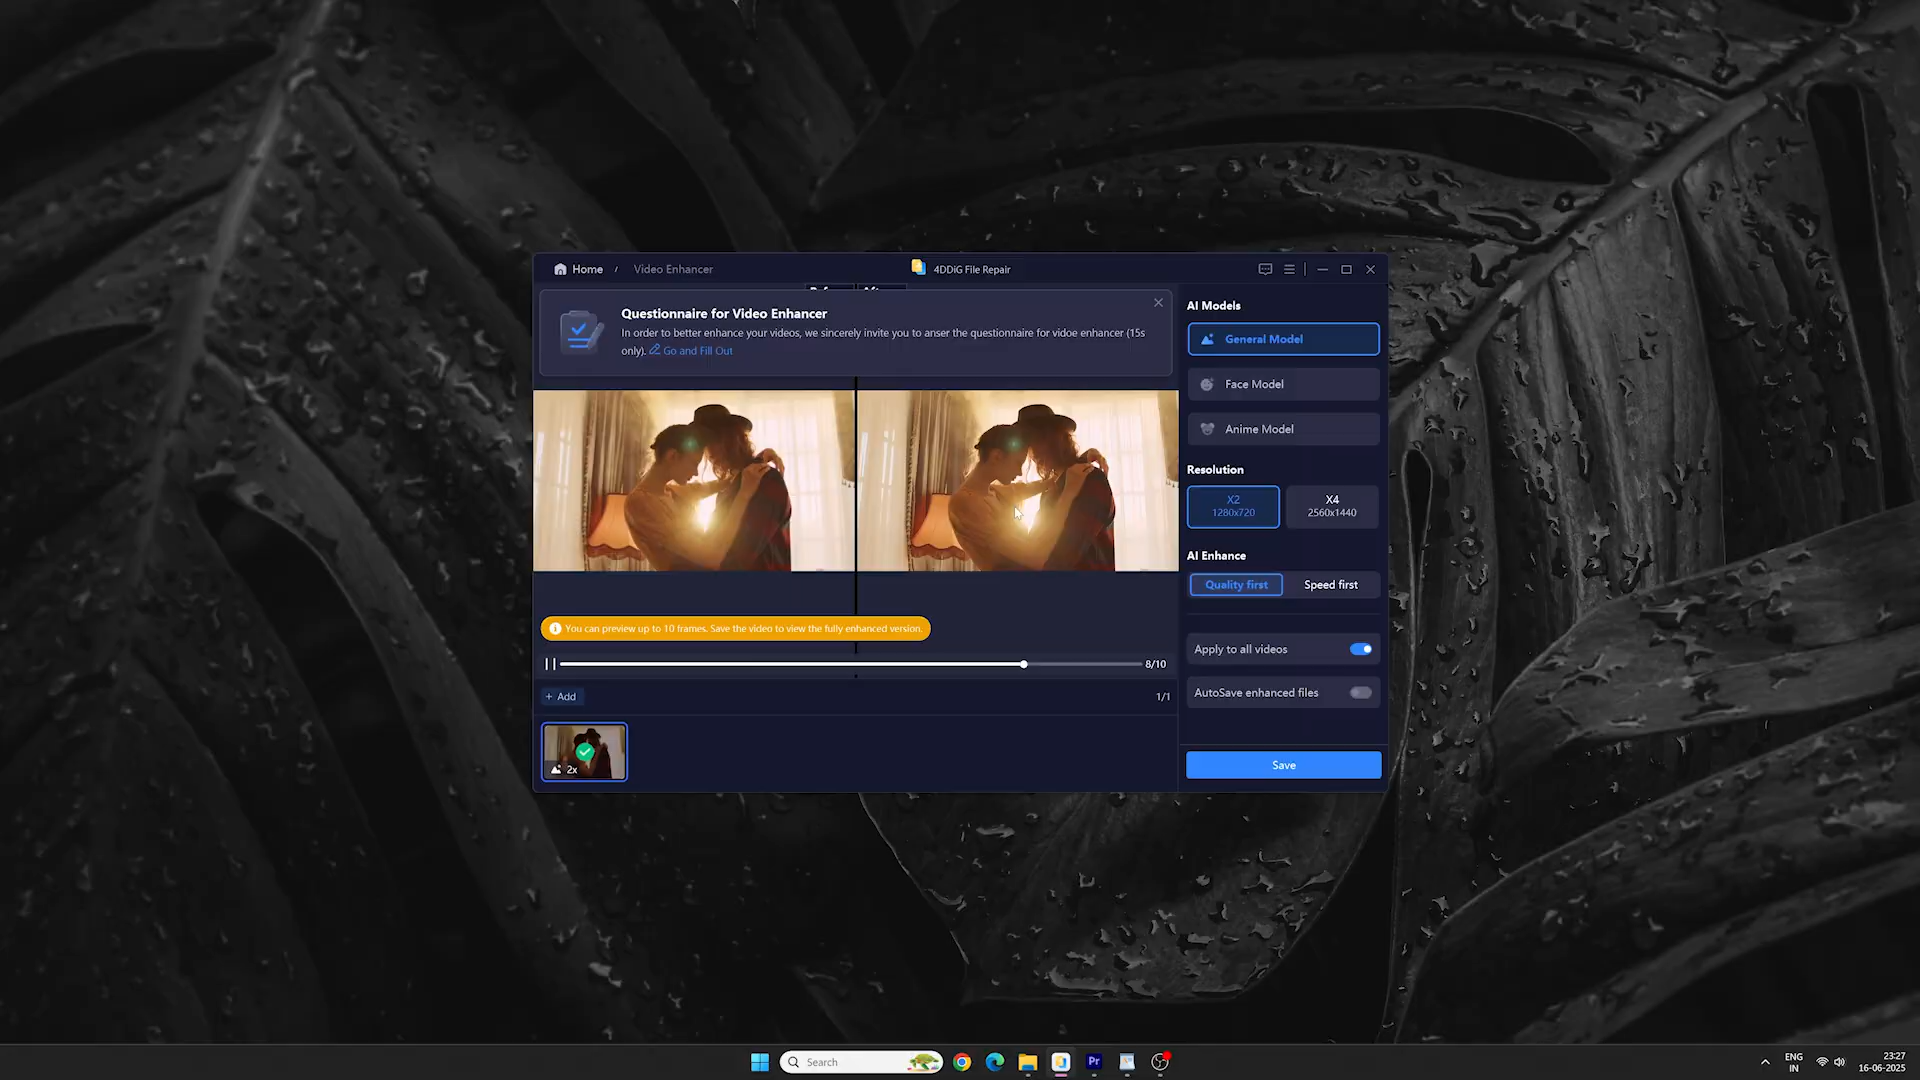 Home / Video Enhancer
4DDiG File Repair
Questionnaire for Video Enhancer
In order to better enhance your videos, we sincerely invite you to anser the questionnaire for vidoe enhancer (15s
only). Go and Fill Out
You can preview up to 10 frames. Save the video to view the fully enhanced version.
8/10
+ Add
1/1
2x
AI Models
General Model
Face Model
Anime Model
Resolution
X2
1280x720
X4
2560x1440
AI Enhance
Quality first
Speed first
Apply to all videos
AutoSave enhanced files
Save
Search
Pr
ENG
IN
23:27
16-06-2025